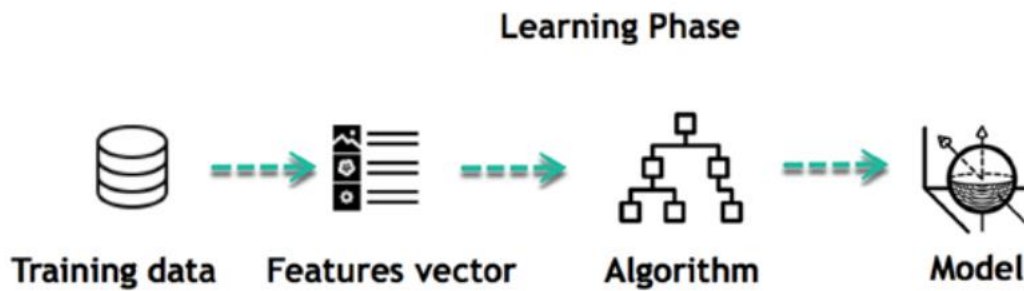 Learning Phase
Training data
Features vector
Algorithm
Model